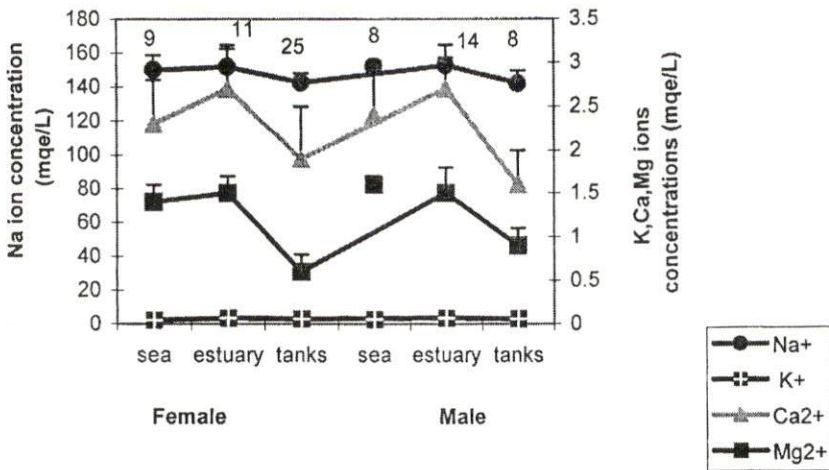 180
160
140
120
100
80
60
40
20
0
Na ion concentration
(mqe/L)
9 11 25 8 14 8
3.5
3
2.5
2
1.5
1
0.5
0
K,Ca,Mg ions
concentrations (mqe/L)
sea estuary tanks sea estuary tanks
Female Male
Na+
K+
Ca2+
Mg2+